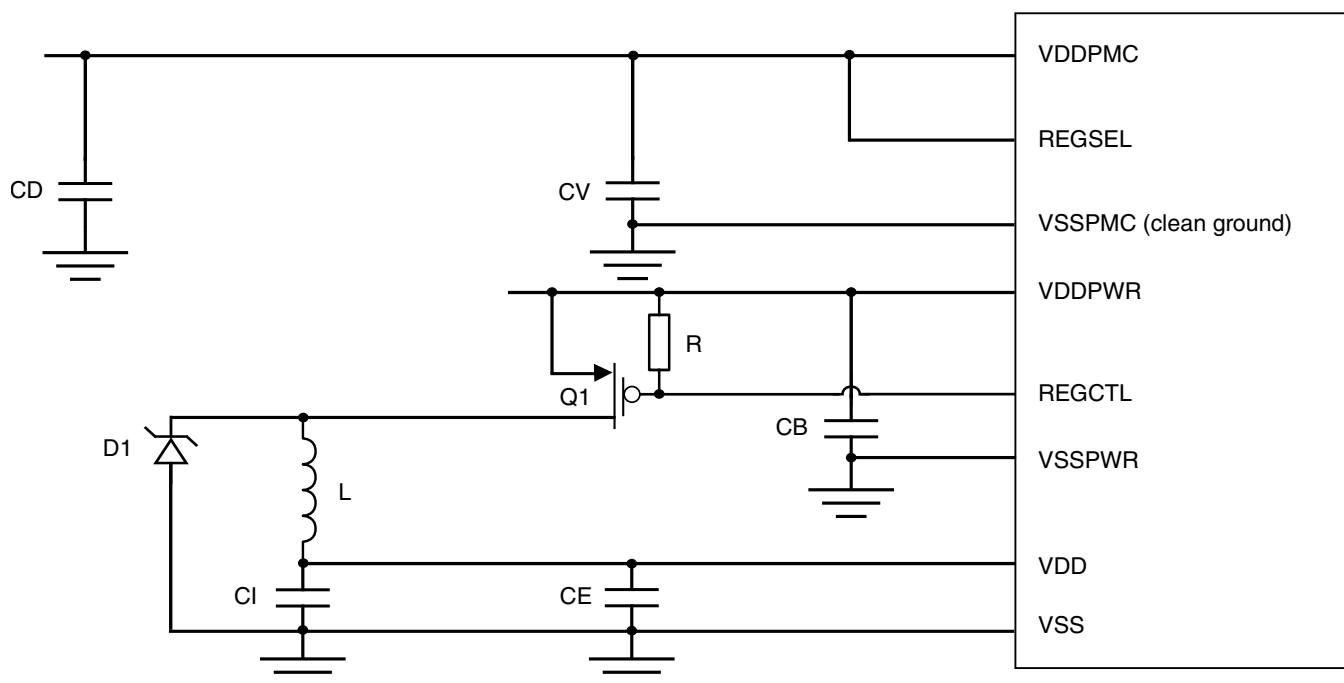 VDDPMC
REGSEL
CD
CV
VSSPMC (clean ground)
VDDPWR
R
Q1
REGCTL
CB
D1
VSSPWR
L
VDD
CI
CE
VSS